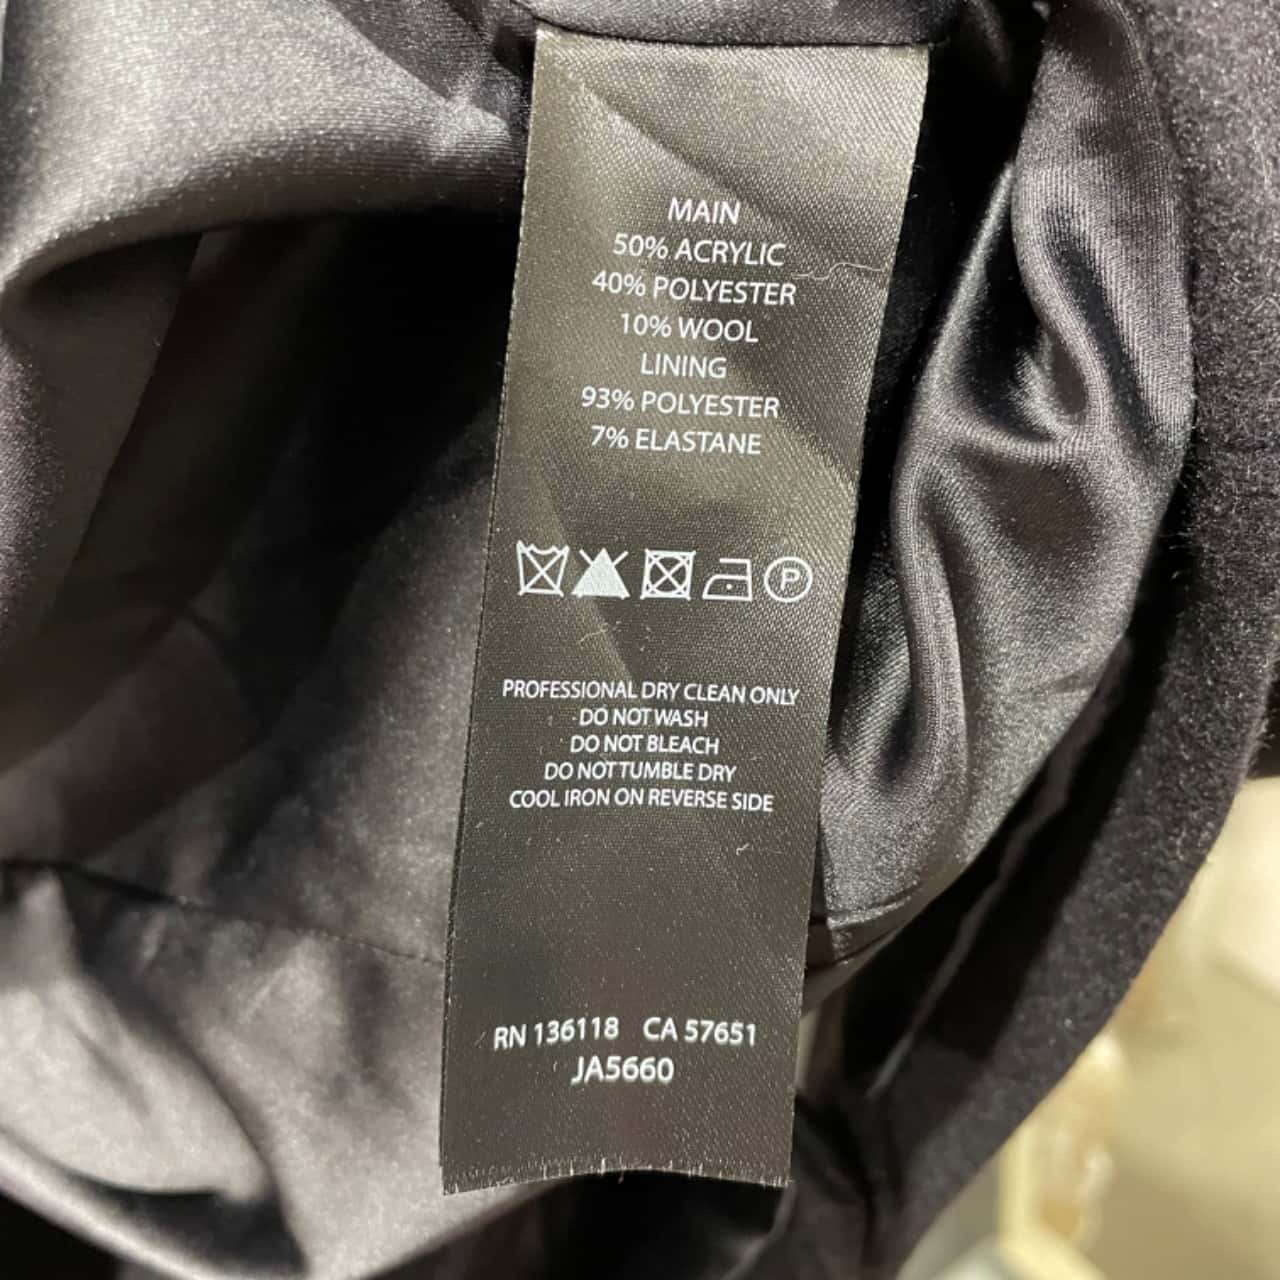 MAIN
50% ACRYLIC
40% POLYESTER
10% WOOL
LINING
93% POLYESTER
7% ELASTANE
P
PROFESSIONAL DRY CLEAN ONLY
DO NOT WASH
DO NOT BLEACH
DO NOT TUMBLE DRY
COOL IRON ON REVERSE SIDE
RN 136118 CA 57651
JA5660